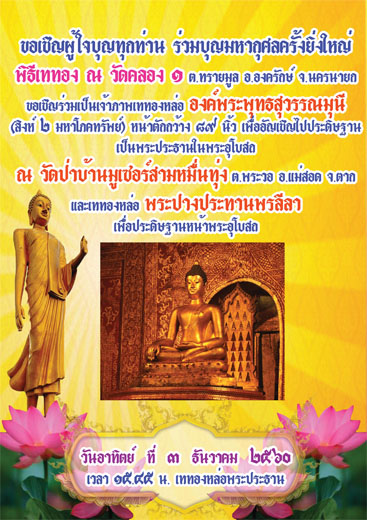 ขอเชิญผู้ใจบุญทุกท่าน ร่วมบุญมหากุศลครั้งยิ่งใหญ่
พิธีเททอง ณ วัดคลอง ๑ ต.ทรายมูล อ.องครักษ์ จ.นครนายก
ขอเชิญร่วมเป็นเจ้าภาพเททองหล่อ องค์พระพุทธสุวรรณมุนี
(สิงห์ ๒ มหาโภคทรัพย์) หน้าตักกว้าง ๘๙ นิ้ว เพื่ออัญเชิญไปประดิษฐาน
เป็นพระประธานในพระอุโบสถ
ณ วัดป่าบ้านมูเซอร์สามหมื่นทุ่ง ต.พระวอ อ.แม่สอด จ.ตาก
และเททองหล่อ พระปางประทานพรลีลา
เพื่อประดิษฐานหน้าพระอุโบสถ
วันอาทิตย์ ที่ ๓ ธันวาคม ๒๕๖๐
เวลา ๑๕.๔๕ น. เททองหล่อพระประธาน